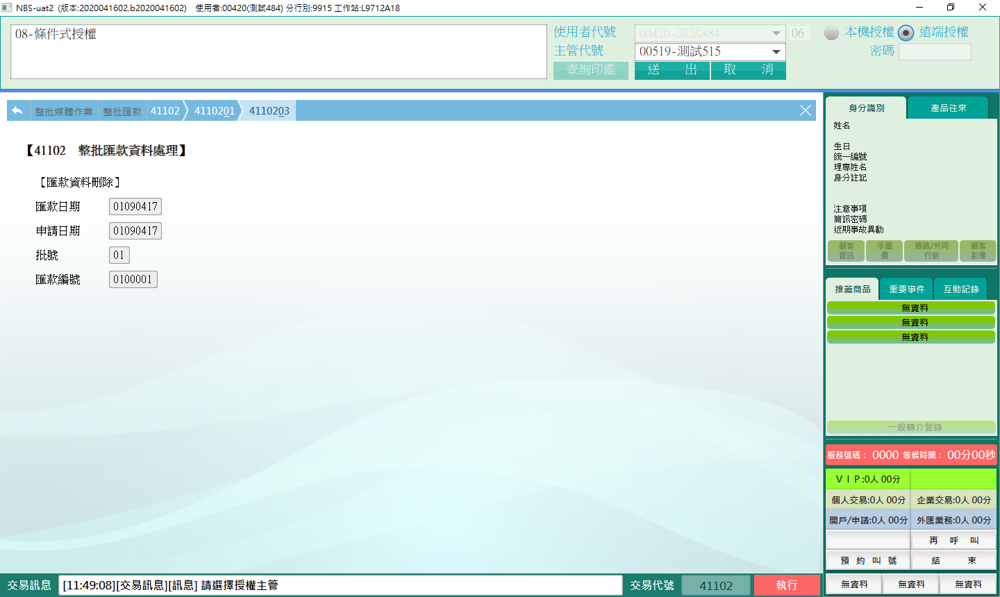 NBS-uat2 (版本:2020041602.b2020041602) 使用者:00420(測試484) 分行別:9915 工作站:L9712A18
08-條件式授權
使用者代號 00420-測試484 06 本機授權 遠端授權
主管代號 00519-測試515 密碼
查詢印鑑 送 出 取 消
整批媒體作業 整批匯款 41102 4110201 4110203
【41102 整批匯款資料處理】
【匯款資料刪除】
匯款日期 01090417
申請日期 01090417
批號 01
匯款編號 0100001
身分識別 產品往來
姓名
生日
統一編號
理專姓名
身分註記
注意事項
簡訊密碼
近期事故異動
顧客資訊 手續費 通路/共同行銷 顧客影像
推薦商品 重要事件 互動記錄
無資料
無資料
無資料
一般轉介登錄
服務號碼： 0000 等候時間： 00分00秒
ＶＩＰ:0人 00分
個人交易:0人 00分 企業交易:0人 00分
開戶/申請:0人 00分 外匯業務:0人 00分
再 呼 叫
預 約 叫 號 結 束
無資料 無資料 無資料
交易訊息 [11:49:08][交易訊息][訊息] 請選擇授權主管 交易代號 41102 執行